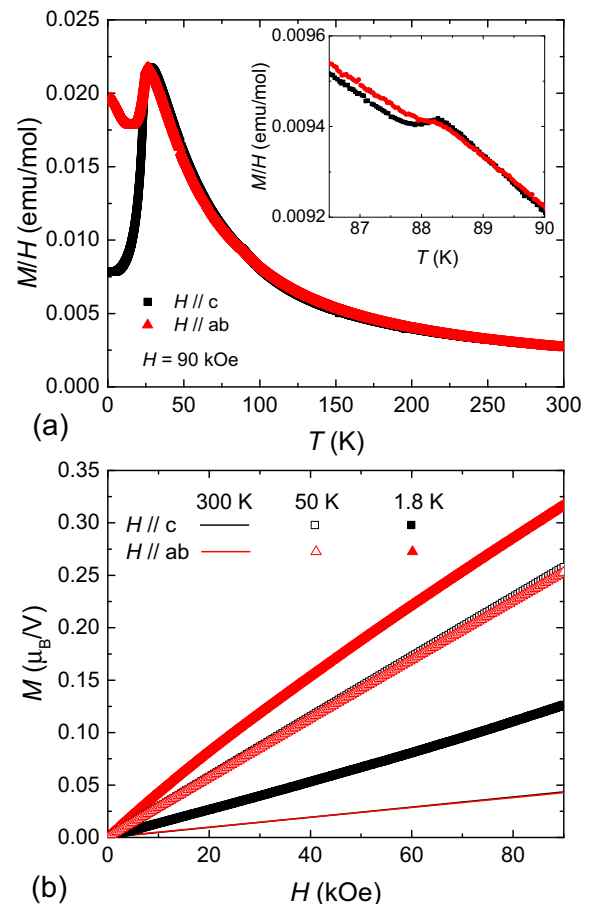 0.025
0.020
0.015
0.010
0.005
0.000
M/H (emu/mol)
0 50 100 150 200 250 300
T (K)
H // c
H // ab
H = 90 kOe
0.0096
0.0094
0.0092
M/H (emu/mol)
87 88 89 90
T (K)
(a)
0.35
0.30
0.25
0.20
0.15
0.10
0.05
0.00
M (μB/V)
300 K 50 K 1.8 K
H // c
H // ab
0 20 40 60 80
H (kOe)
(b)